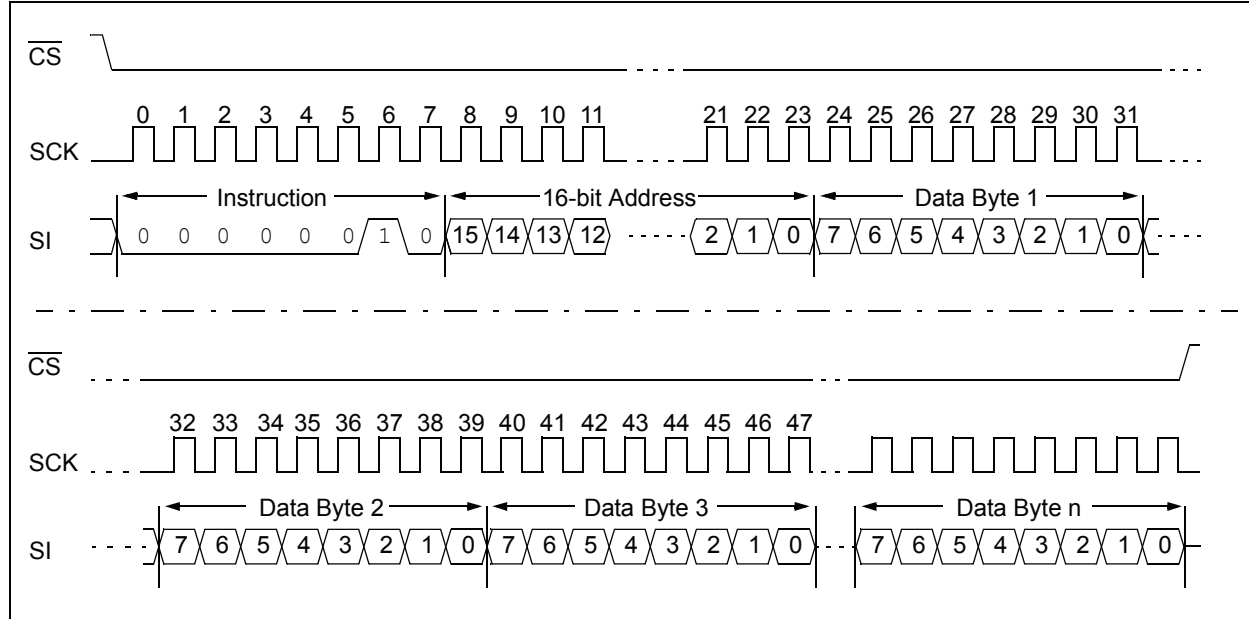 CS
0 1 2 3 4 5 6 7 8 9 10 11 21 22 23 24 25 26 27 28 29 30 31
SCK
Instruction 16-bit Address Data Byte 1
SI 0 0 0 0 0 0 1 0 15 14 13 12 2 1 0 7 6 5 4 3 2 1 0
CS
32 33 34 35 36 37 38 39 40 41 42 43 44 45 46 47
SCK
Data Byte 2 Data Byte 3 Data Byte n
SI 7 6 5 4 3 2 1 0 7 6 5 4 3 2 1 0 7 6 5 4 3 2 1 0